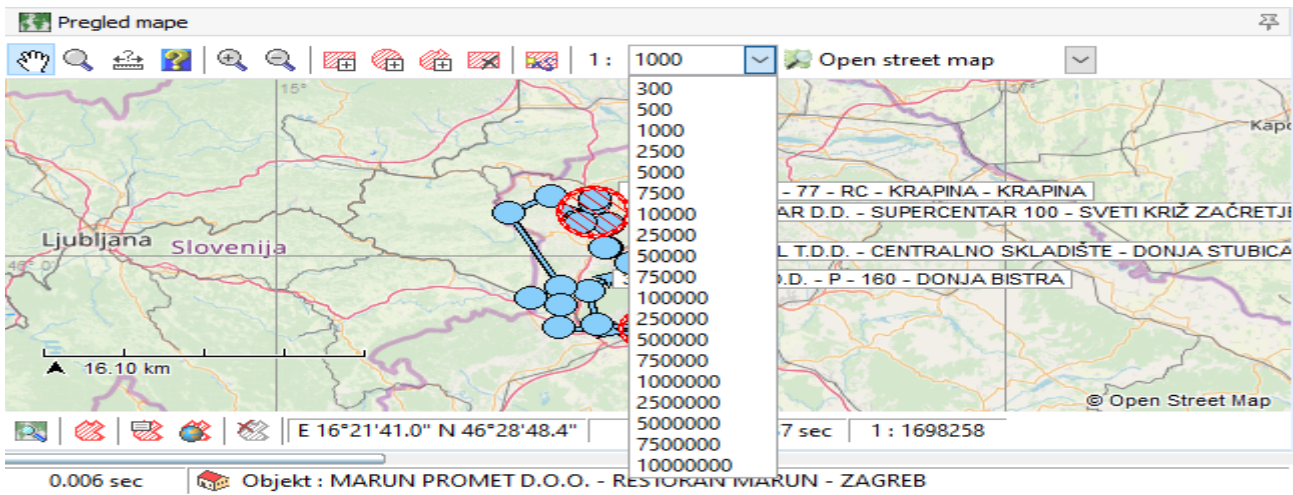 Pregled mape
1 : 1000 Open street map
300
500
1000
2500
5000
7500
10000
25000
50000
75000
100000
250000
500000
750000
1000000
2500000
5000000
7500000
10000000
15°
17°
- 77 - RC - KRAPINA - KRAPINA
AR D.D. - SUPERCENTAR 100 - SVETI KRIŽ ZAČRETJE
L T.D.D. - CENTRALNO SKLADIŠTE - DONJA STUBICA
.D. - P - 160 - DONJA BISTRA
Ljubljana
Slovenija
16.10 km
© Open Street Map
E 16°21'41.0" N 46°28'48.4"
7 sec
1 : 1698258
0.006 sec
Objekt : MARUN PROMET D.O.O. - RESTORAN MARUN - ZAGREB